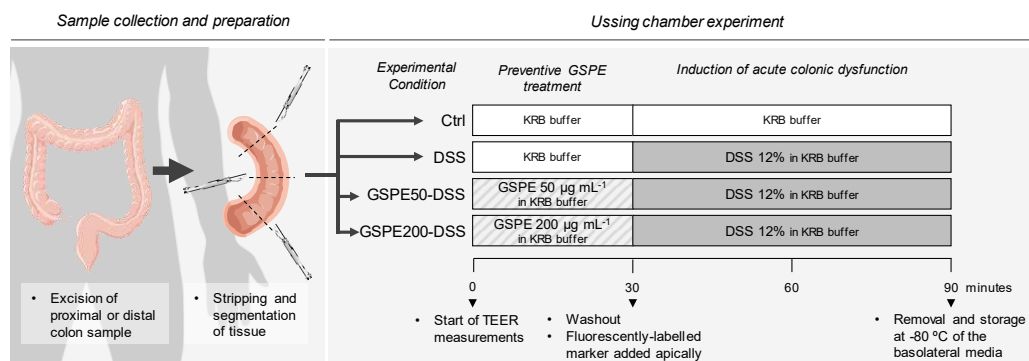 Sample collection and preparation
Ussing chamber experiment
Experimental
Condition
Preventive GSPE
treatment
Induction of acute colonic dysfunction
Ctrl
KRB buffer
KRB buffer
DSS
KRB buffer
DSS 12% in KRB buffer
GSPE50-DSS
GSPE 50 µg mL-1
in KRB buffer
DSS 12% in KRB buffer
GSPE200-DSS
GSPE 200 µg mL-1
in KRB buffer
DSS 12% in KRB buffer
0
30
60
90 minutes
• Excision of
proximal or distal
colon sample
• Stripping and
segmentation
of tissue
• Start of TEER
measurements
• Washout
• Fluorescently-labelled
marker added apically
• Removal and storage
at -80 ºC of the
basolateral media